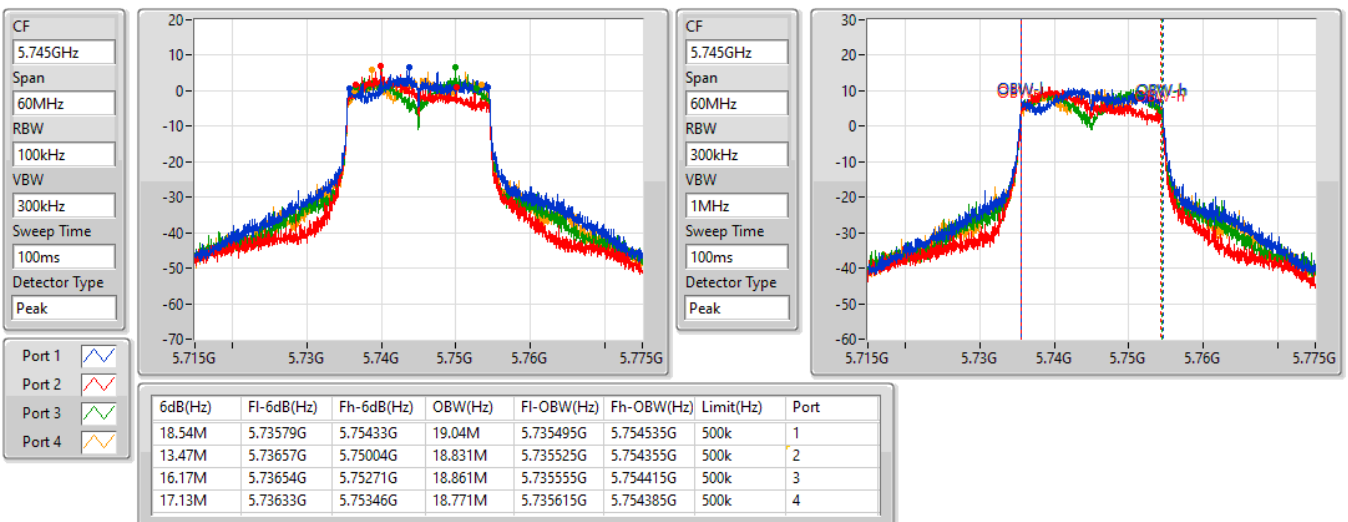 CF
5.745GHz
Span
60MHz
RBW
100kHz
VBW
300kHz
Sweep Time
100ms
Detector Type
Peak
20
10
0
-10
-20
-30
-40
-50
-60
-70
5.715G 5.73G 5.74G 5.75G 5.76G 5.775G
CF
5.745GHz
Span
60MHz
RBW
300kHz
VBW
1MHz
Sweep Time
100ms
Detector Type
Peak
30
20
10
0
-10
-20
-30
-40
-50
-60
OBW-h
5.715G 5.73G 5.74G 5.75G 5.76G 5.775G
Port 1
Port 2
Port 3
Port 4
6dB(Hz) Fl-6dB(Hz) Fh-6dB(Hz) OBW(Hz) Fl-OBW(Hz) Fh-OBW(Hz) Limit(Hz) Port
18.54M 5.73579G 5.75433G 19.04M 5.735495G 5.754535G 500k 1
13.47M 5.73657G 5.75004G 18.831M 5.735525G 5.754355G 500k 2
16.17M 5.73654G 5.75271G 18.861M 5.735555G 5.754415G 500k 3
17.13M 5.73633G 5.75346G 18.771M 5.735615G 5.754385G 500k 4